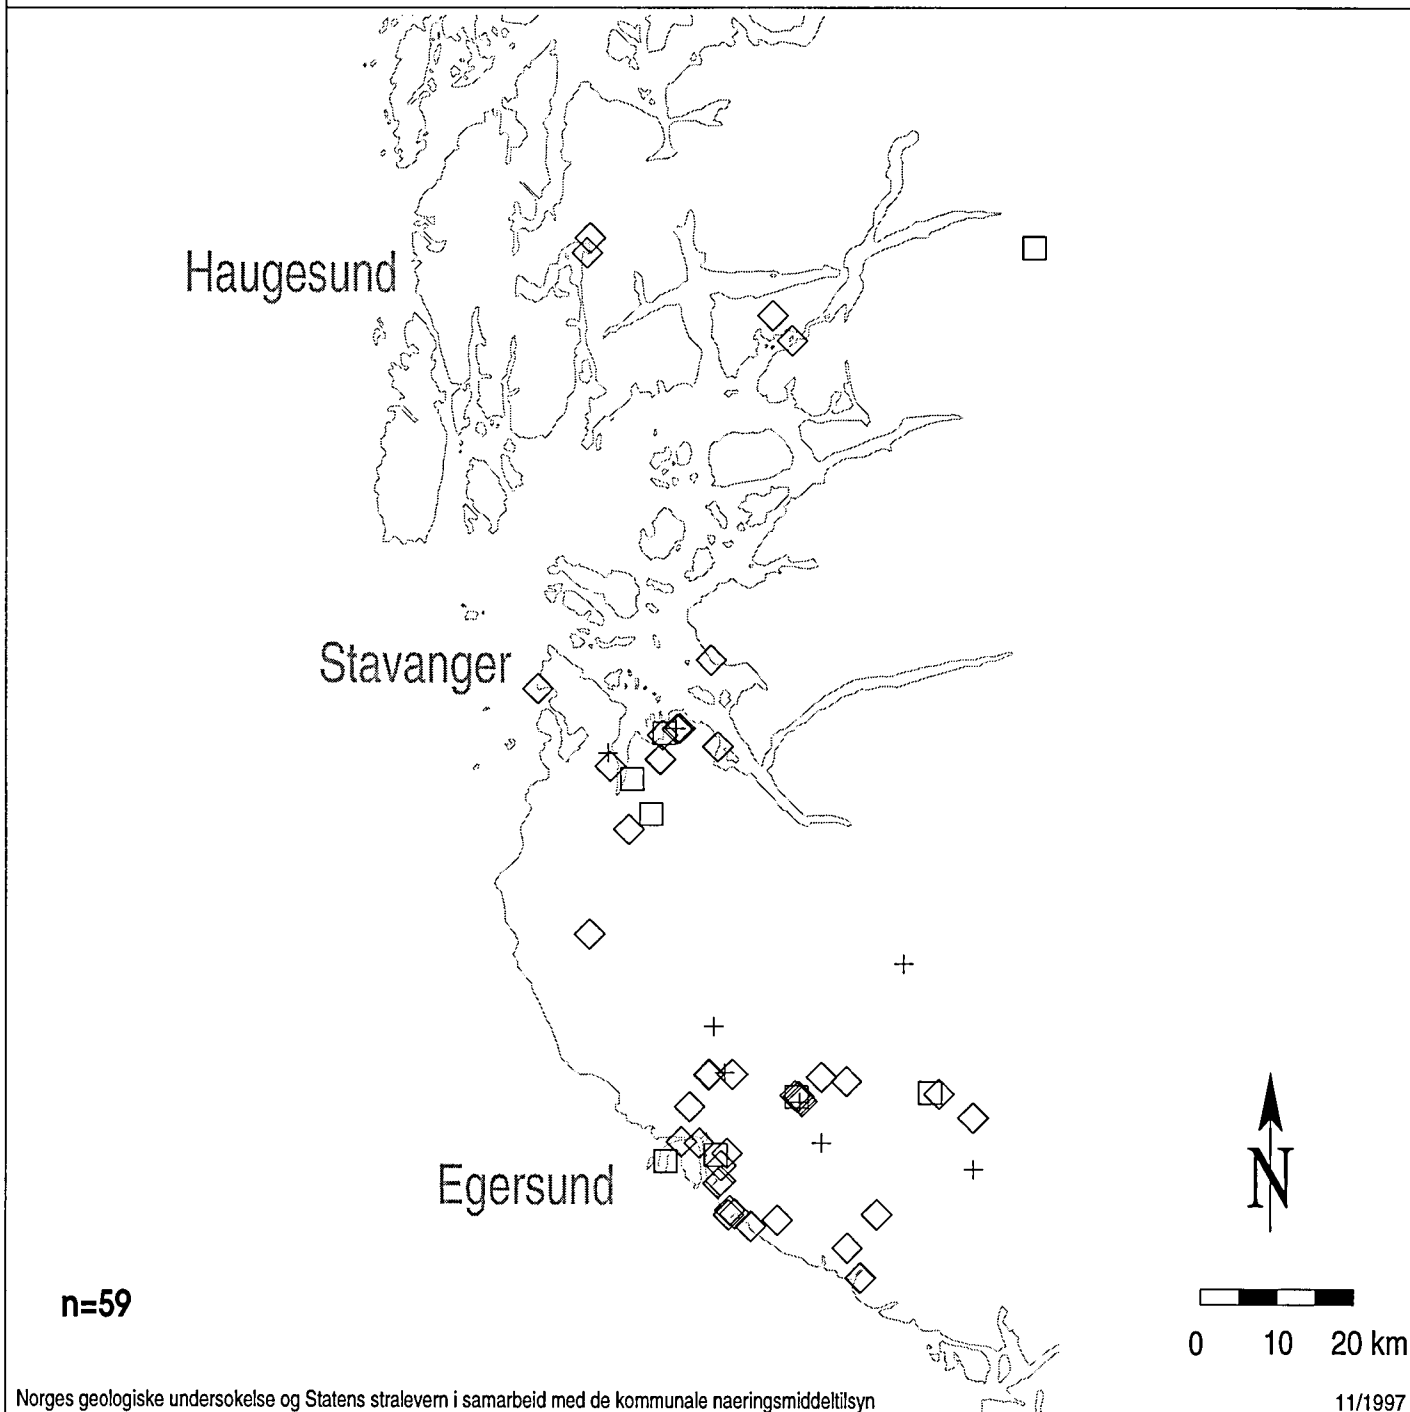 Haugesund
Stavanger
Egersund
N
n=59
0 10 20 km
Norges geologiske undersokelse og Statens stralevern i samarbeid med de kommunale naeringsmiddeltilsyn 11/1997